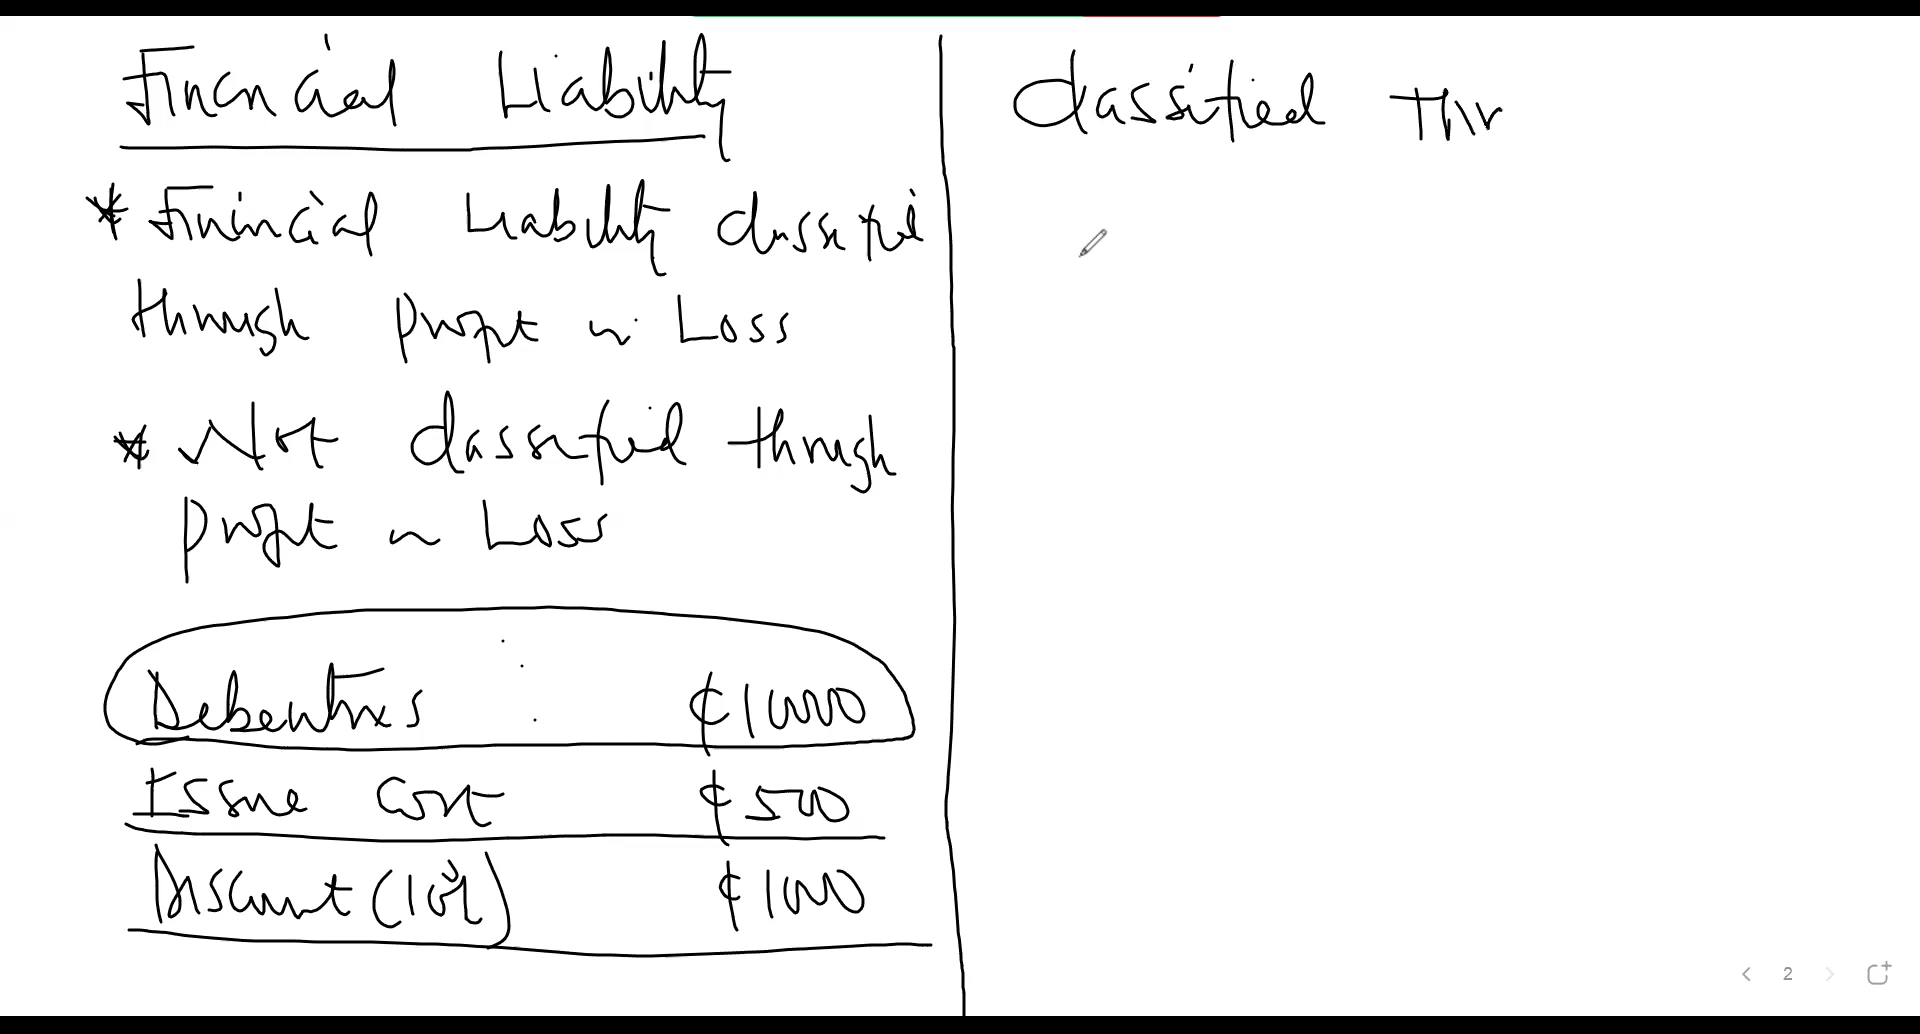 Financial Liability
* Financial Liability classified
through profit or Loss
* Not classified through
profit or Loss
Debentures ¢10000
Issue Cost ¢500
Discount (10%) ¢1000
Classified Thr
2